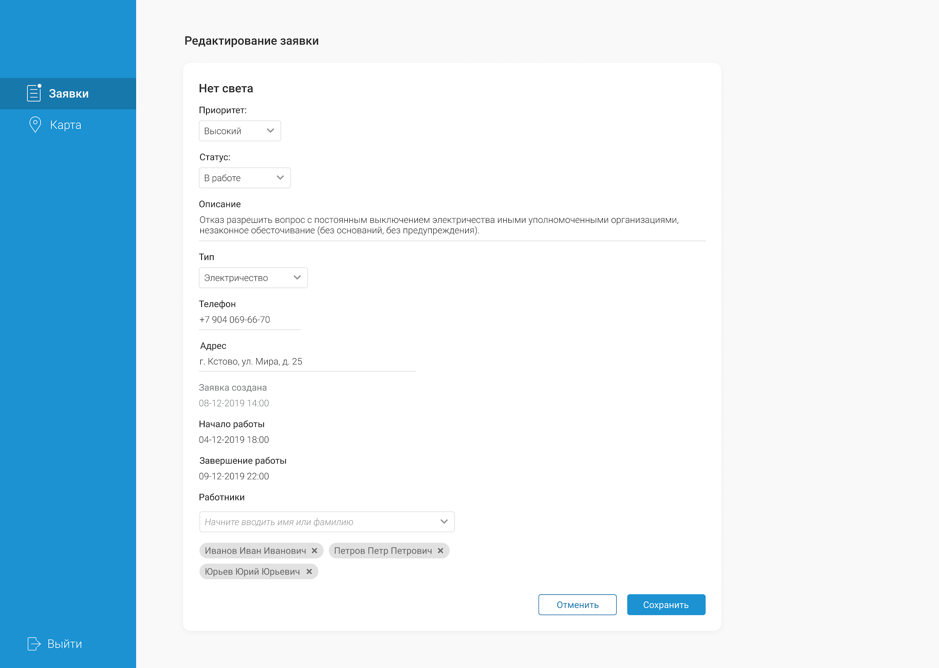 Редактирование заявки
Заявки
Карта
Нет света
Приоритет:
Высокий
Статус:
В работе
Описание
Отказ разрешить вопрос с постоянным выключением электричества иными уполномоченными организациями,
незаконное обесточивание (без оснований, без предупреждения).
Тип
Электричество
Телефон
+7 904 069-66-70
Адрес
г. Кстово, ул. Мира, д. 25
Заявка создана
08-12-2019 14:00
Начало работы
04-12-2019 18:00
Завершение работы
09-12-2019 22:00
Работники
Начните вводить имя или фамилию
Иванов Иван Иванович
Петров Петр Петрович
Юрьев Юрий Юрьевич
Отменить
Сохранить
Выйти